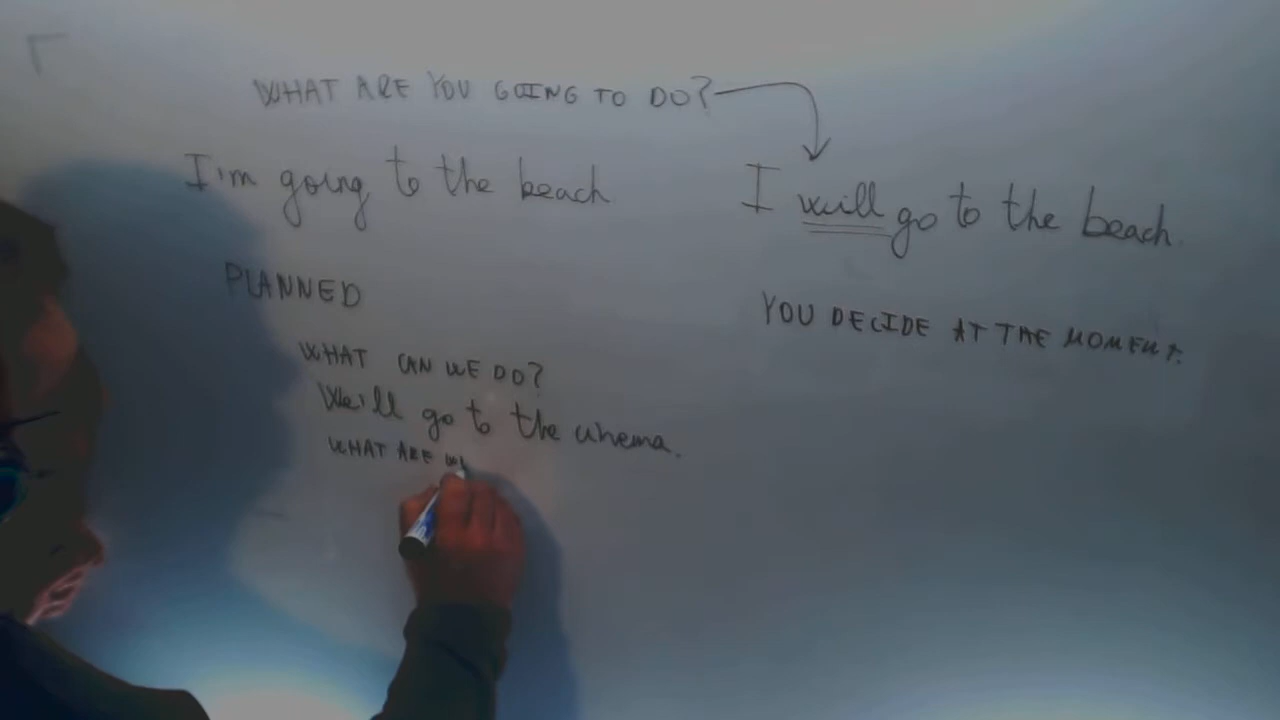 WHAT ARE YOU GOING TO DO?
I'm going to the beach
I will go to the beach.
PLANNED
YOU DECIDE AT THE MOMENT.
WHAT CAN WE DO?
We'll go to the cinema.
WHAT ARE